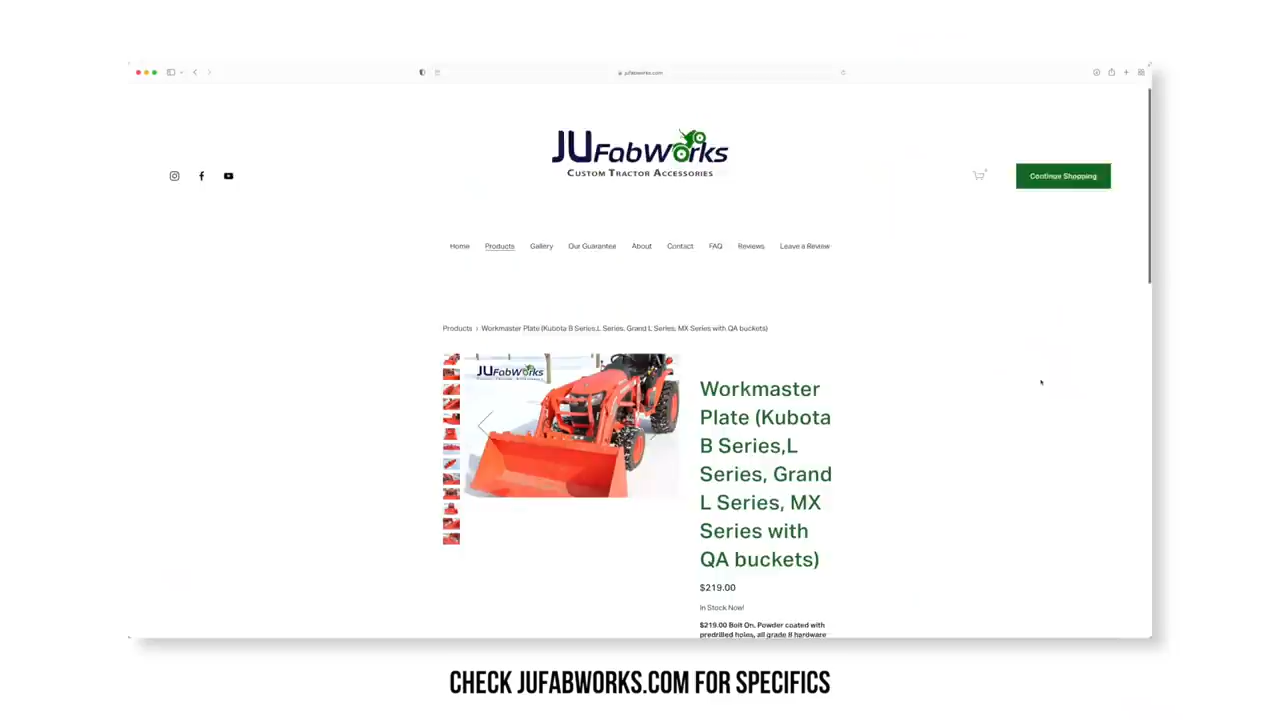 jufabworks.com
JUFabWorks
Custom Tractor Accessories
Continue Shopping
Home Products Gallery Our Guarantee About Contact FAQ Reviews Leave a Review
Products › Workmaster Plate (Kubota B Series,L Series, Grand L Series, MX Series with QA buckets)
JUFabWorks
Workmaster
Plate (Kubota
B Series,L
Series, Grand
L Series, MX
Series with
QA buckets)
$219.00
In Stock Now!
$219.00 Bolt On. Powder coated with
predrilled holes, all grade 8 hardware
CHECK JUFABWORKS.COM FOR SPECIFICS